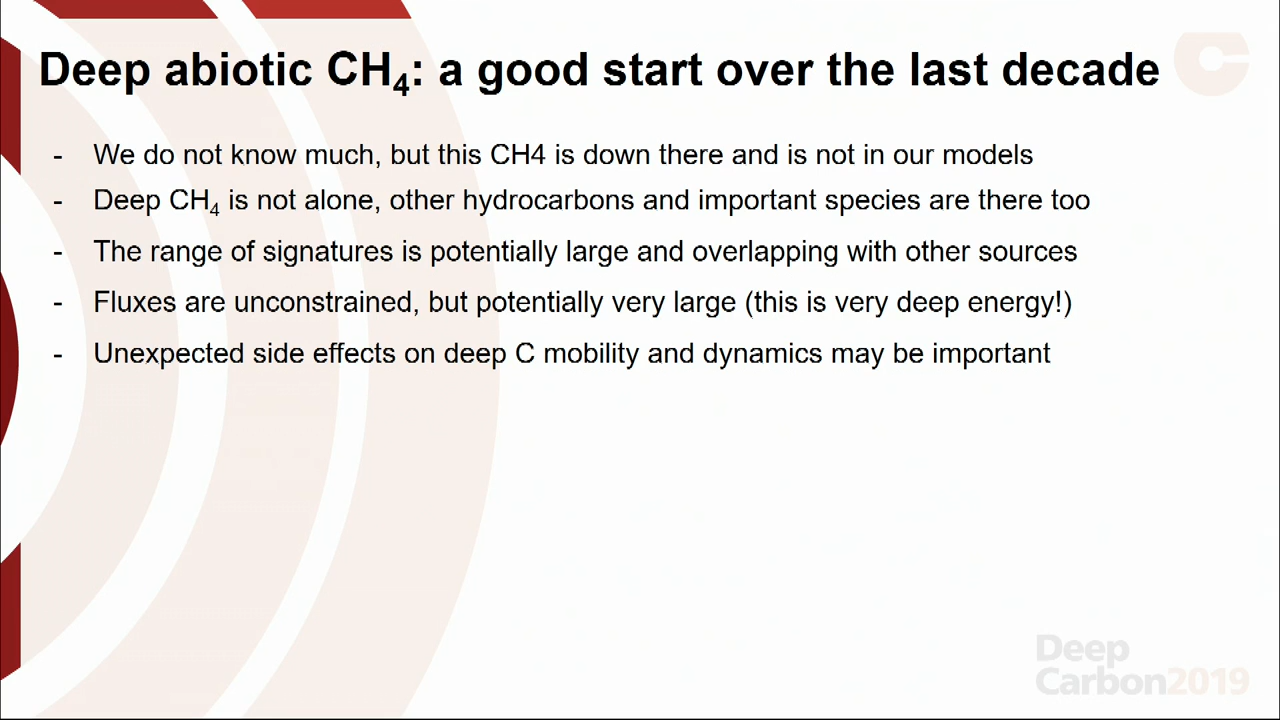 Deep abiotic CH₄: a good start over the last decade
- We do not know much, but this CH4 is down there and is not in our models
- Deep CH₄ is not alone, other hydrocarbons and important species are there too
- The range of signatures is potentially large and overlapping with other sources
- Fluxes are unconstrained, but potentially very large (this is very deep energy!)
- Unexpected side effects on deep C mobility and dynamics may be important
Deep
Carbon2019